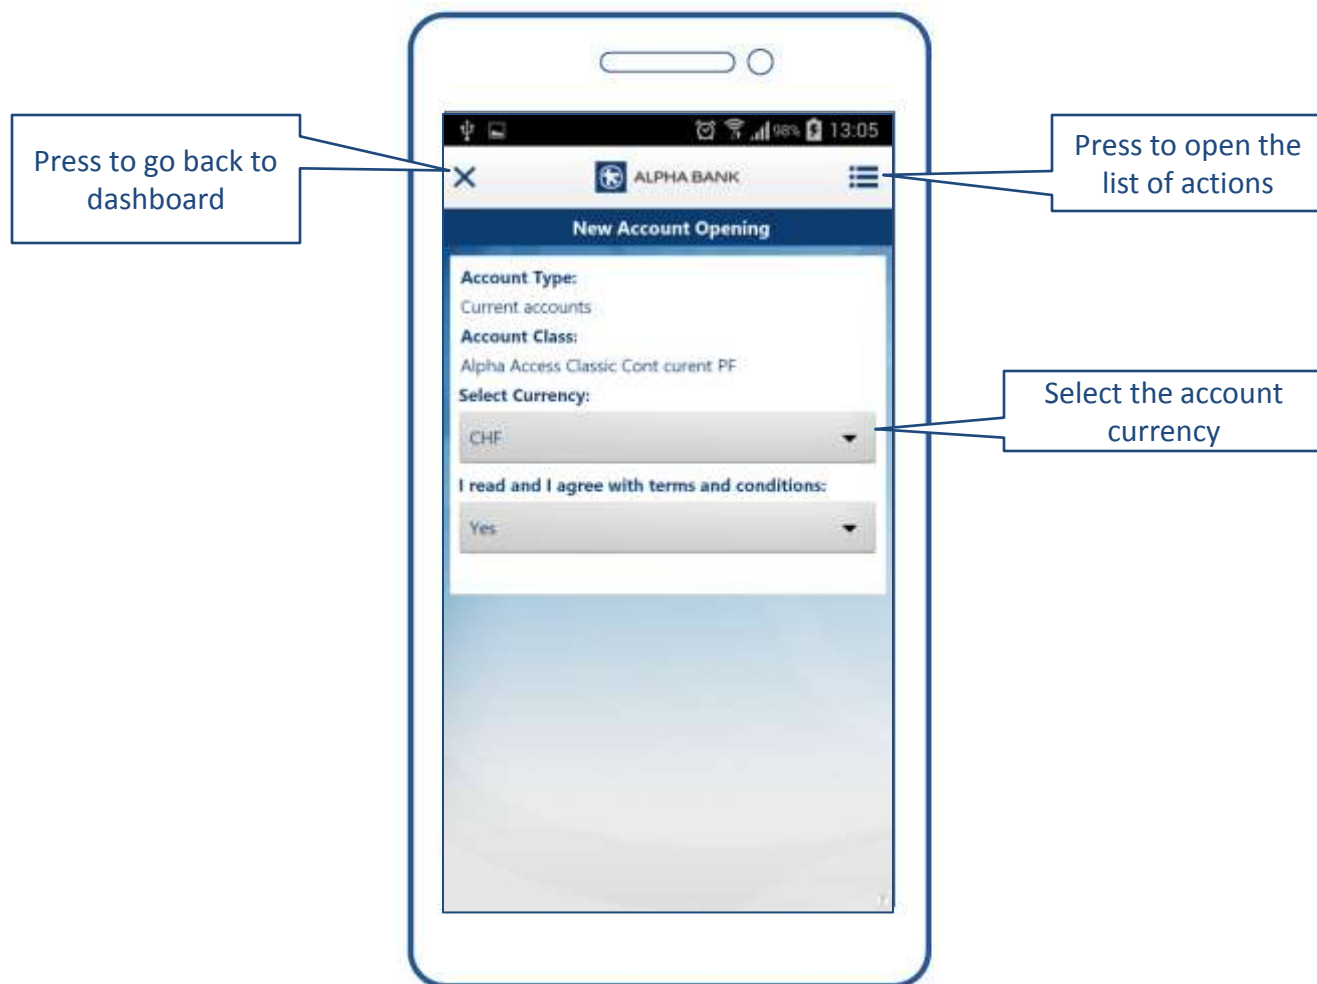 98% 13:05
Press to go back to
dashboard
ALPHA BANK
Press to open the
list of actions
New Account Opening
Account Type:
Current accounts
Account Class:
Alpha Access Classic Cont curent PF
Select Currency:
CHF
Select the account
currency
I read and I agree with terms and conditions:
Yes